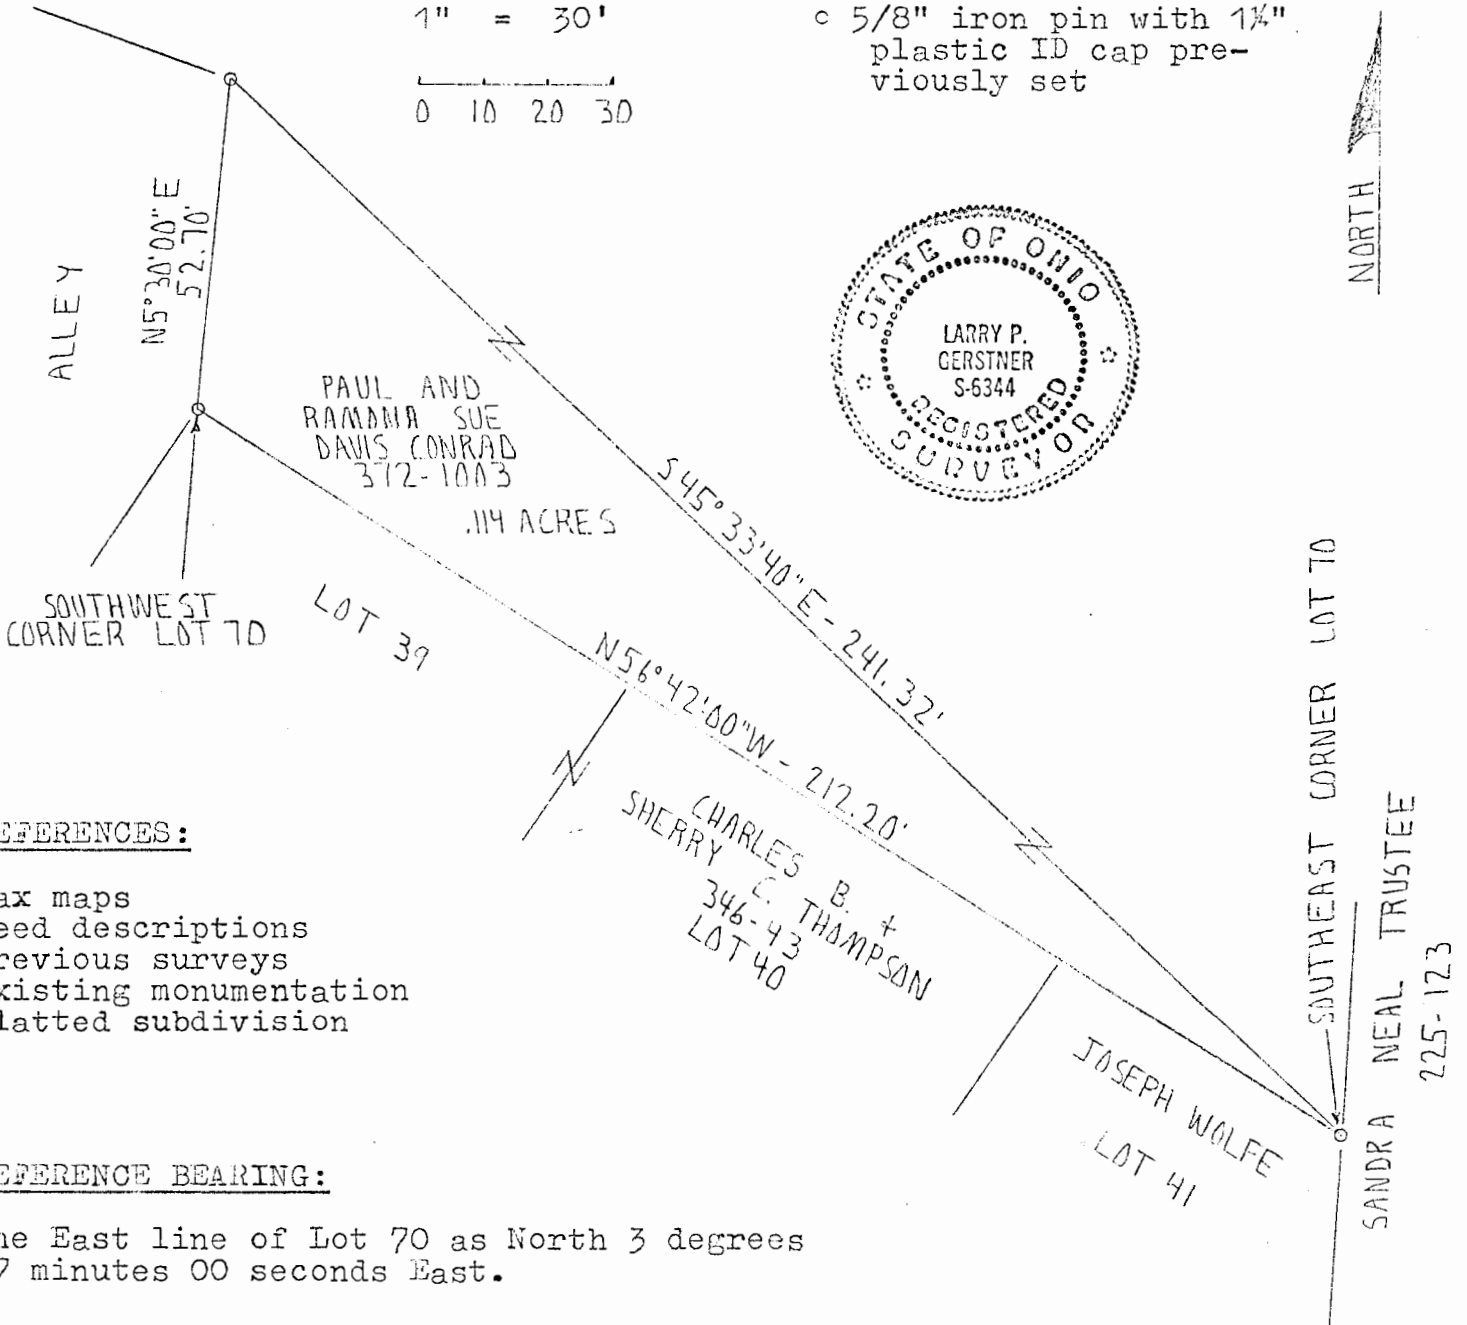 1" = 30'
0 10 20 30
5/8" iron pin with 1¼"
plastic ID cap pre-
viously set
NORTH
STATE OF OHIO
LARRY P.
GERSTNER
S-6344
REGISTERED
SURVEYOR
ALLEY
N5°30'00"E
52.70'
PAUL AND
RAMONA SUE
DAVIS CONRAD
372-1003
.114 ACRES
S45°33'40"E - 241.32'
SOUTHWEST
CORNER LOT 70
LOT 39
N56°42'00"W - 212.20'
CHARLES B. +
SHERRY C. THOMPSON
346-43
LOT 40
JOSEPH WOLFE
LOT 41
SOUTHEAST CORNER LOT 70
SANDRA NEAL TRUSTEE
225-123
EFERENCES:
ax maps
eed descriptions
revious surveys
xisting monumentation
latted subdivision
EFERENCE BEARING:
he East line of Lot 70 as North 3 degrees
7 minutes 00 seconds East.